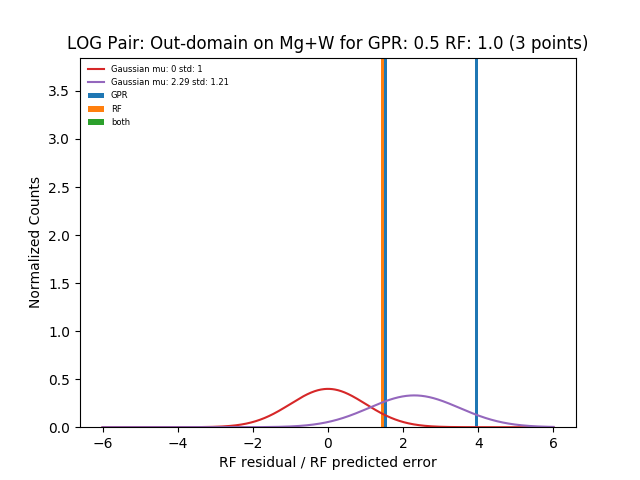 LOG Pair: Out-domain on Mg+W for GPR: 0.5 RF: 1.0 (3 points)
Gaussian mu: 0 std: 1
Gaussian mu: 2.29 std: 1.21
GPR
RF
both
Normalized Counts
3.5
3.0
2.5
2.0
1.5
1.0
0.5
0.0
−6 −4 −2 0 2 4 6
RF residual / RF predicted error